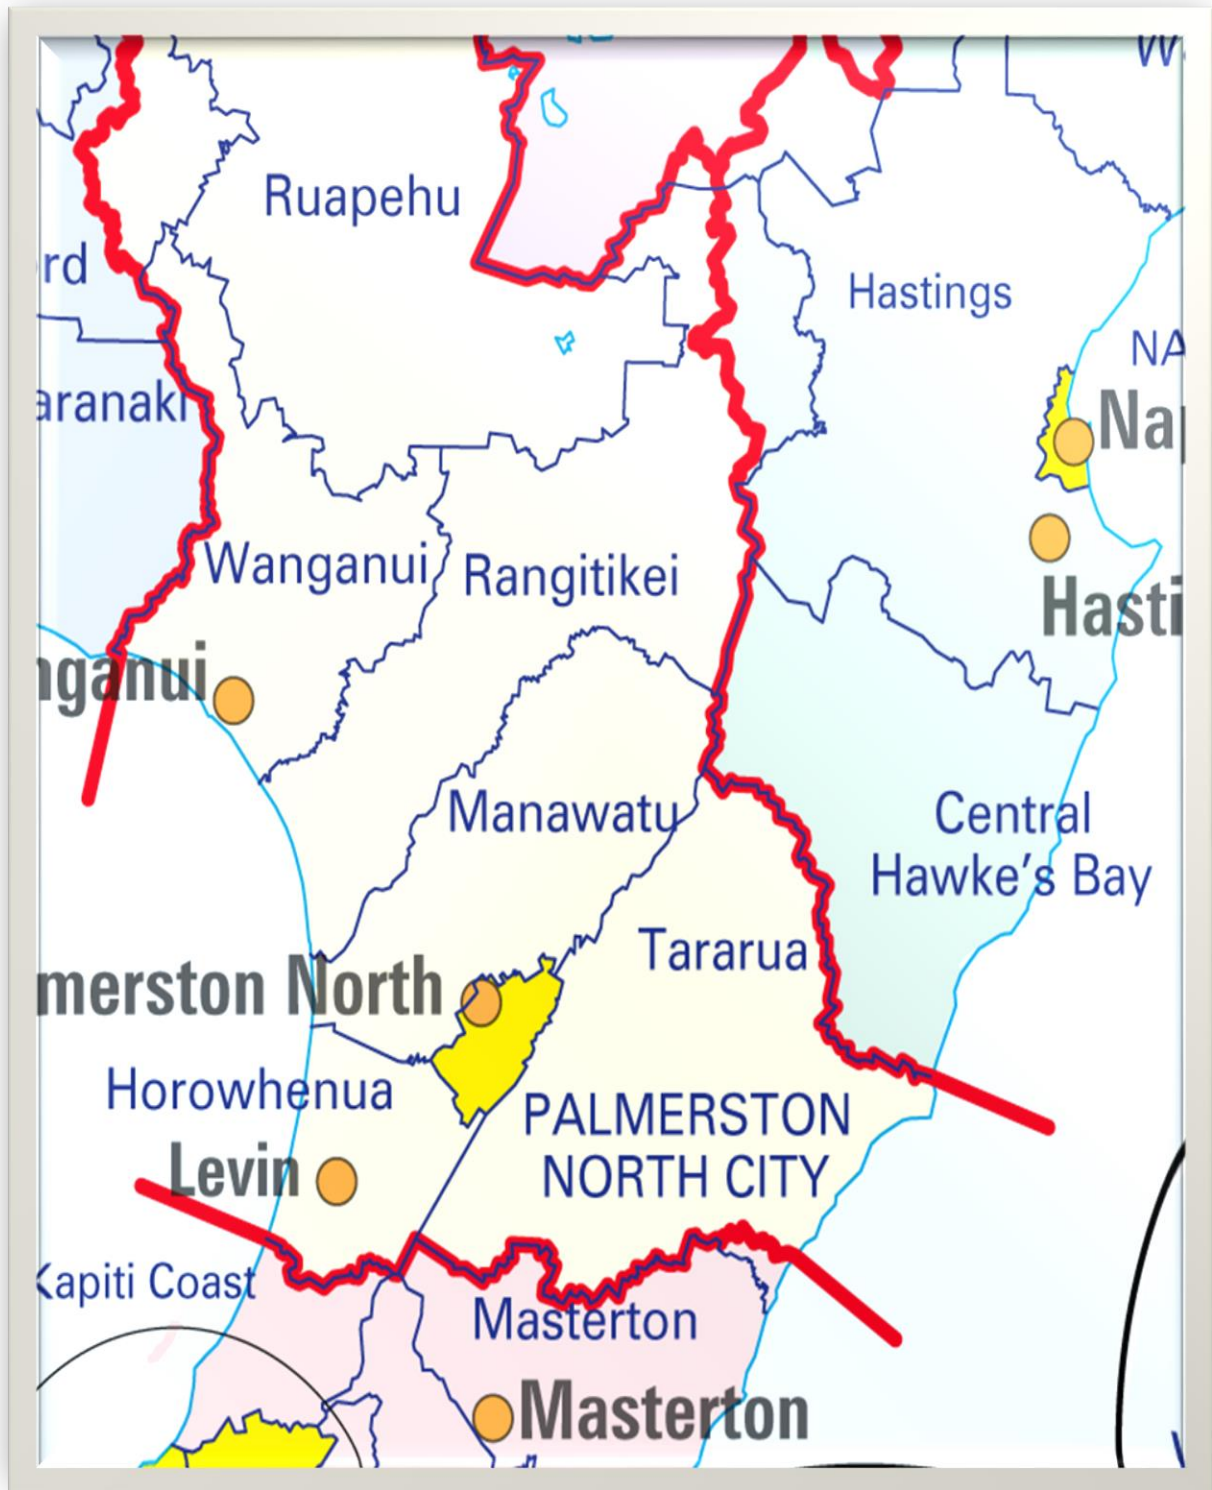 W
Ruapehu
rd
Hastings
NA
aranaki
Nap
Wanganui
Rangitikei
Hasti
nganui
Manawatu
Central
Hawke's Bay
Tararua
merston North
Horowhenua
PALMERSTON
NORTH CITY
Levin
Kapiti Coast
Masterton
Masterton